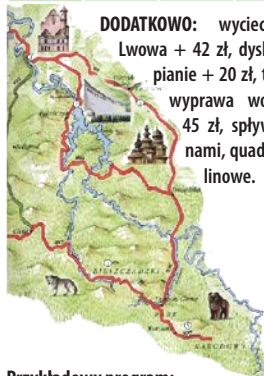 DODATKOWO: wyciec
Lwowa + 42 zł, dysk
pianie + 20 zł, t
wyprawa wo
45 zł, spływ
nami, quad
linowe.
BIESZCZADZKI
NARODOWY
Przykładowy program: